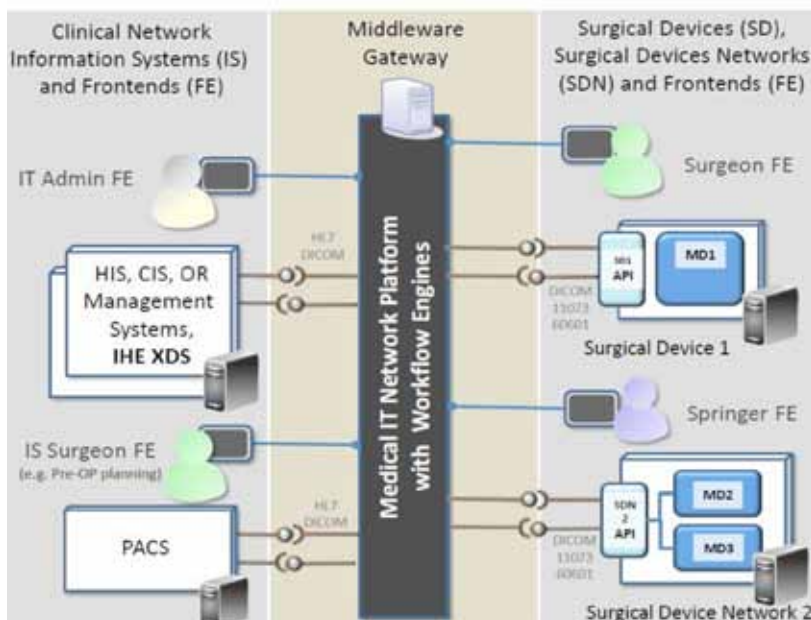 Clinical Network
Information Systems (IS)
and Frontends (FE)
Middleware
Gateway
Surgical Devices (SD),
Surgical Devices Networks
(SDN) and Frontends (FE)
IT Admin FE
Surgeon FE
HL7
DICOM
HIS, CIS, OR
Management
Systems,
IHE XDS
Medical IT Network Platform
with Workflow Engines
API
MD1
DICOM
11073
60601
Surgical Device 1
IS Surgeon FE
(e.g. Pre-OP planning)
Springer FE
HL7
DICOM
PACS
SDN
2
API
MD2
MD3
DICOM
11073
60601
Surgical Device Network 2